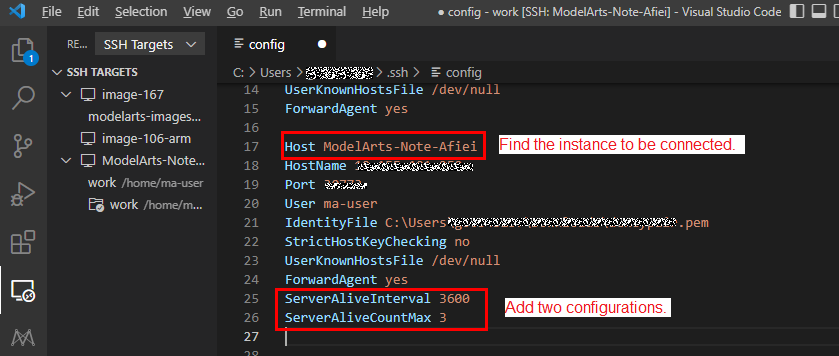 File Edit Selection View Go Run Terminal Help ● config - work [SSH: ModelArts-Note-Afiei] - Visual Studio Code
RE... SSH Targets
config ●
SSH TARGETS
C: > Users > > .ssh > config
image-167
modelarts-images...
image-106-arm
ModelArts-Note...
work /home/ma-user
work /home/m...
1
14 UserKnownHostsFile /dev/null
15 ForwardAgent yes
16
17 Host ModelArts-Note-Afiei
Find the instance to be connected.
18 HostName
19 Port
20 User ma-user
21 IdentityFile C:\Users .pem
22 StrictHostKeyChecking no
23 UserKnownHostsFile /dev/null
24 ForwardAgent yes
25 ServerAliveInterval 3600
26 ServerAliveCountMax 3
Add two configurations.
27
28